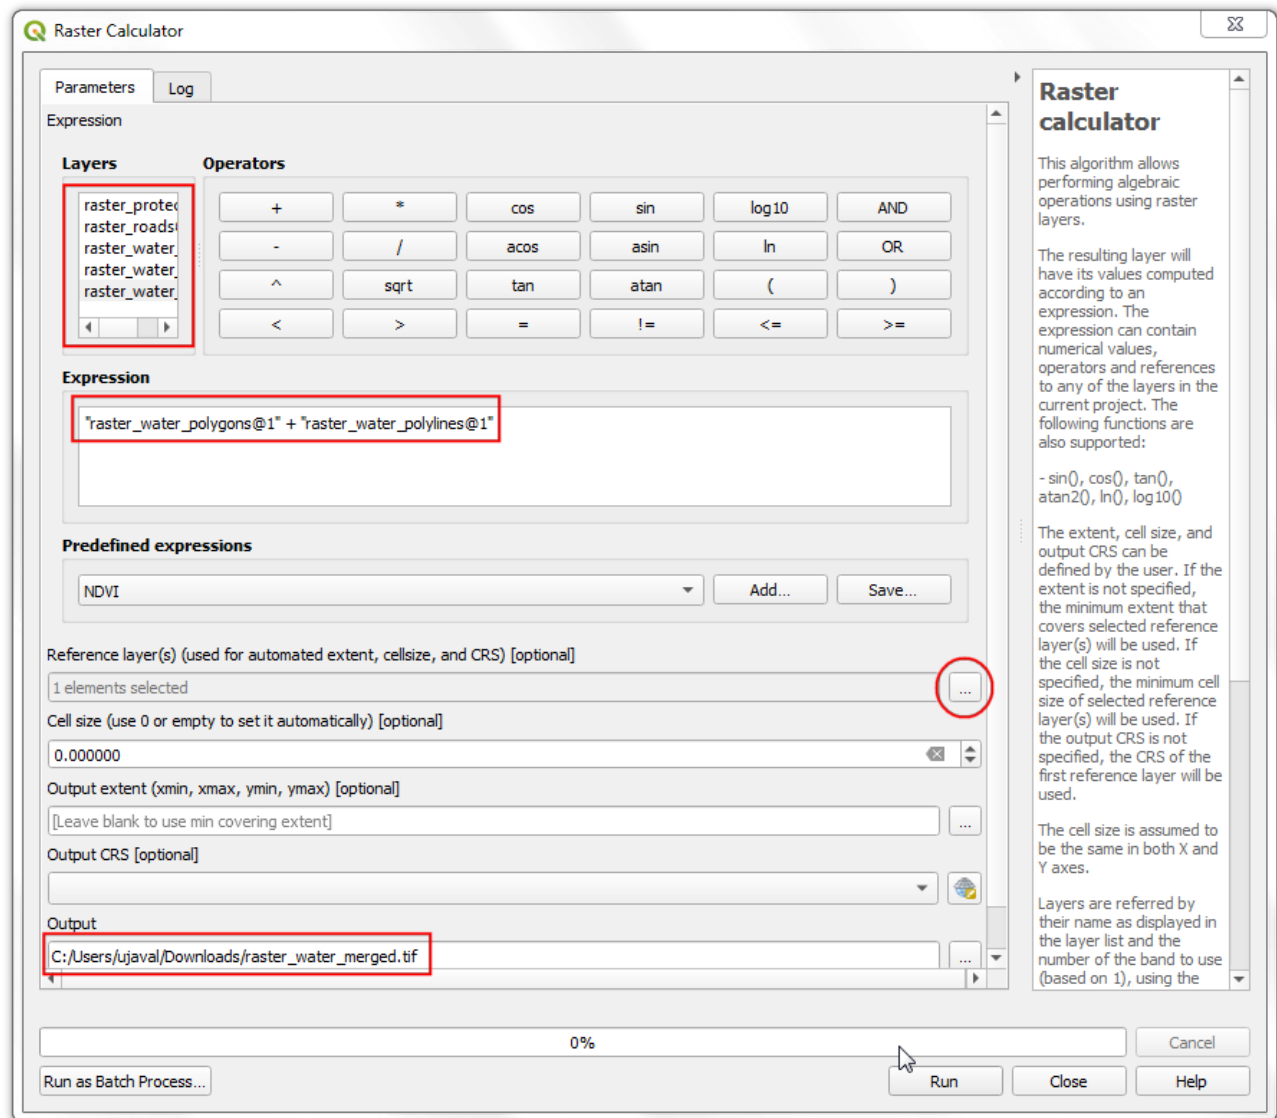 Raster Calculator
Parameters
Log
Expression
Layers
Operators
raster_protec
raster_roads
raster_water_
raster_water_
raster_water_
+ * cos sin log10 AND
- / acos asin ln OR
^ sqrt tan atan ( )
< > = != <= >=
Expression
"raster_water_polygons@1" + "raster_water_polylines@1"
Predefined expressions
NDVI
Add...
Save...
Reference layer(s) (used for automated extent, cellsize, and CRS) [optional]
1 elements selected
...
Cell size (use 0 or empty to set it automatically) [optional]
0.000000
Output extent (xmin, xmax, ymin, ymax) [optional]
[Leave blank to use min covering extent]
...
Output CRS [optional]
Output
C:/Users/ujaval/Downloads/raster_water_merged.tif
...
Raster
calculator
This algorithm allows
performing algebraic
operations using raster
layers.
The resulting layer will
have its values computed
according to an
expression. The
expression can contain
numerical values,
operators and references
to any of the layers in the
current project. The
following functions are
also supported:
- sin(), cos(), tan(),
atan2(), ln(), log10()
The extent, cell size, and
output CRS can be
defined by the user. If the
extent is not specified,
the minimum extent that
covers selected reference
layer(s) will be used. If
the cell size is not
specified, the minimum cell
size of selected reference
layer(s) will be used. If
the output CRS is not
specified, the CRS of the
first reference layer will be
used.
The cell size is assumed to
be the same in both X and
Y axes.
Layers are referred by
their name as displayed in
the layer list and the
number of the band to use
(based on 1), using the
0%
Cancel
Run as Batch Process...
Run
Close
Help